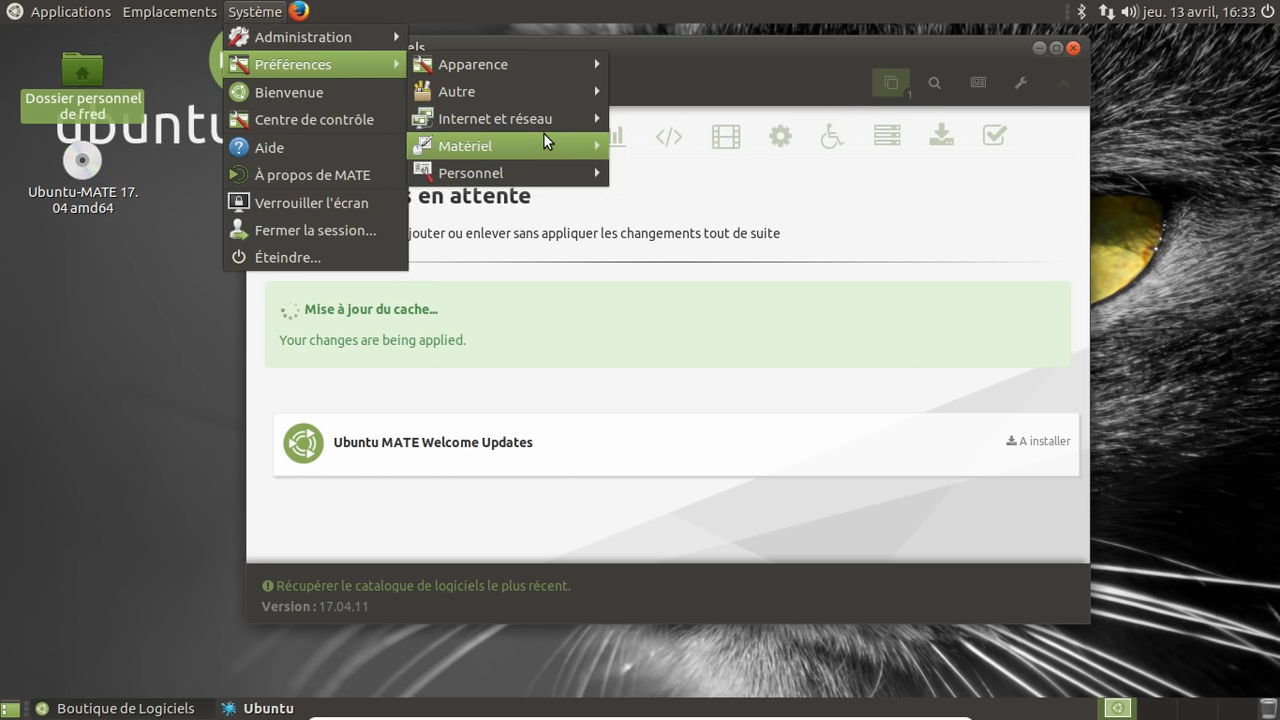 Applications Emplacements Système jeu. 13 avril, 16:33
Administration
Préférences
Bienvenue
Centre de contrôle
Aide
À propos de MATE
Verrouiller l'écran
Fermer la session...
Éteindre...
Apparence
Autre
Internet et réseau
Matériel
Personnel
Dossier personnel
de fred
Ubuntu-MATE 17.
04 amd64
1
en attente
jouter ou enlever sans appliquer les changements tout de suite
Mise à jour du cache...
Your changes are being applied.
Ubuntu MATE Welcome Updates
A installer
Récupérer le catalogue de logiciels le plus récent.
Version : 17.04.11
Boutique de Logiciels Ubuntu